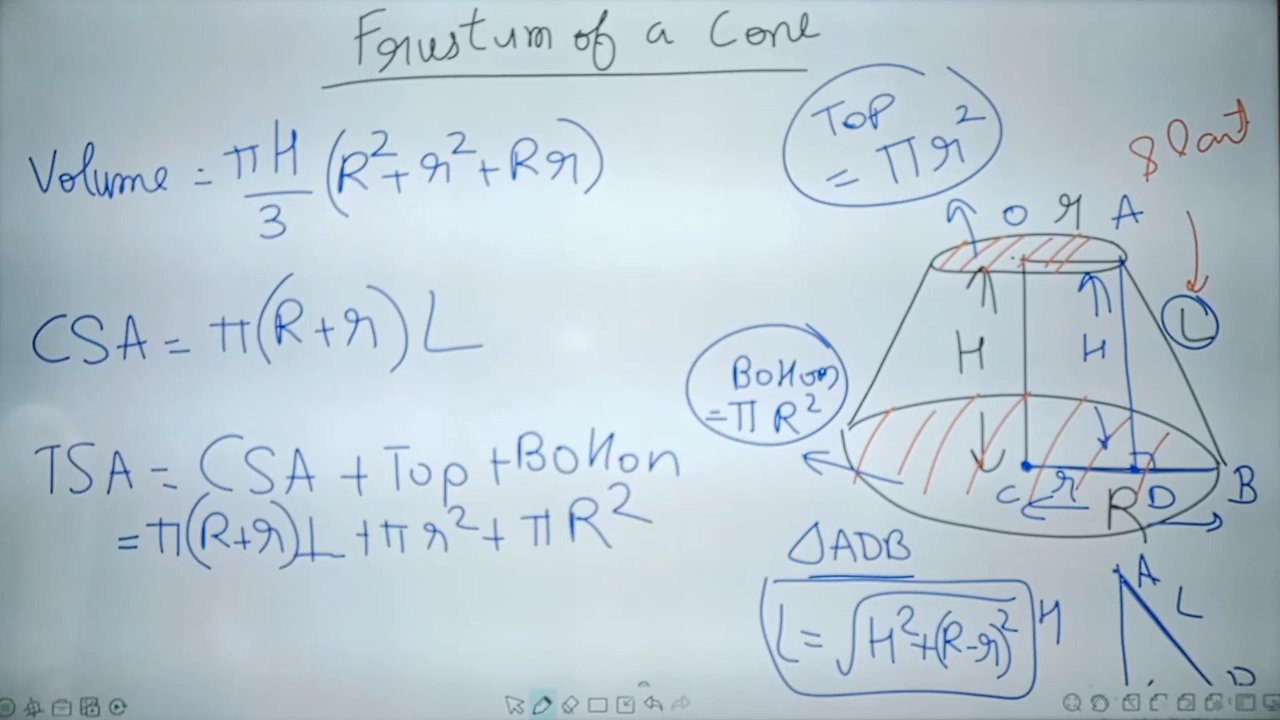 Frustum of a Cone
Volume = πH/3 (R² + r² + Rr)
CSA = π(R+r)L
TSA = CSA + Top + Bottom
= π(R+r)L + πr² + πR²
TOP
= πr²
Slant
O r A
L
H H
Bottom
= πR²
C r R D B
△ADB
L = √H²+(R-r)²
A
H L